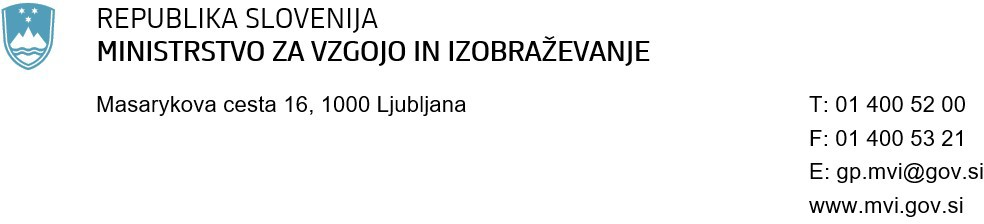 REPUBLIKA SLOVENIJA
MINISTRSTVO ZA VZGOJO IN IZOBRAŽEVANJE
Masarykova cesta 16, 1000 Ljubljana
T: 01 400 52 00
F: 01 400 53 21
E: gp.mvi@gov.si
www.mvi.gov.si